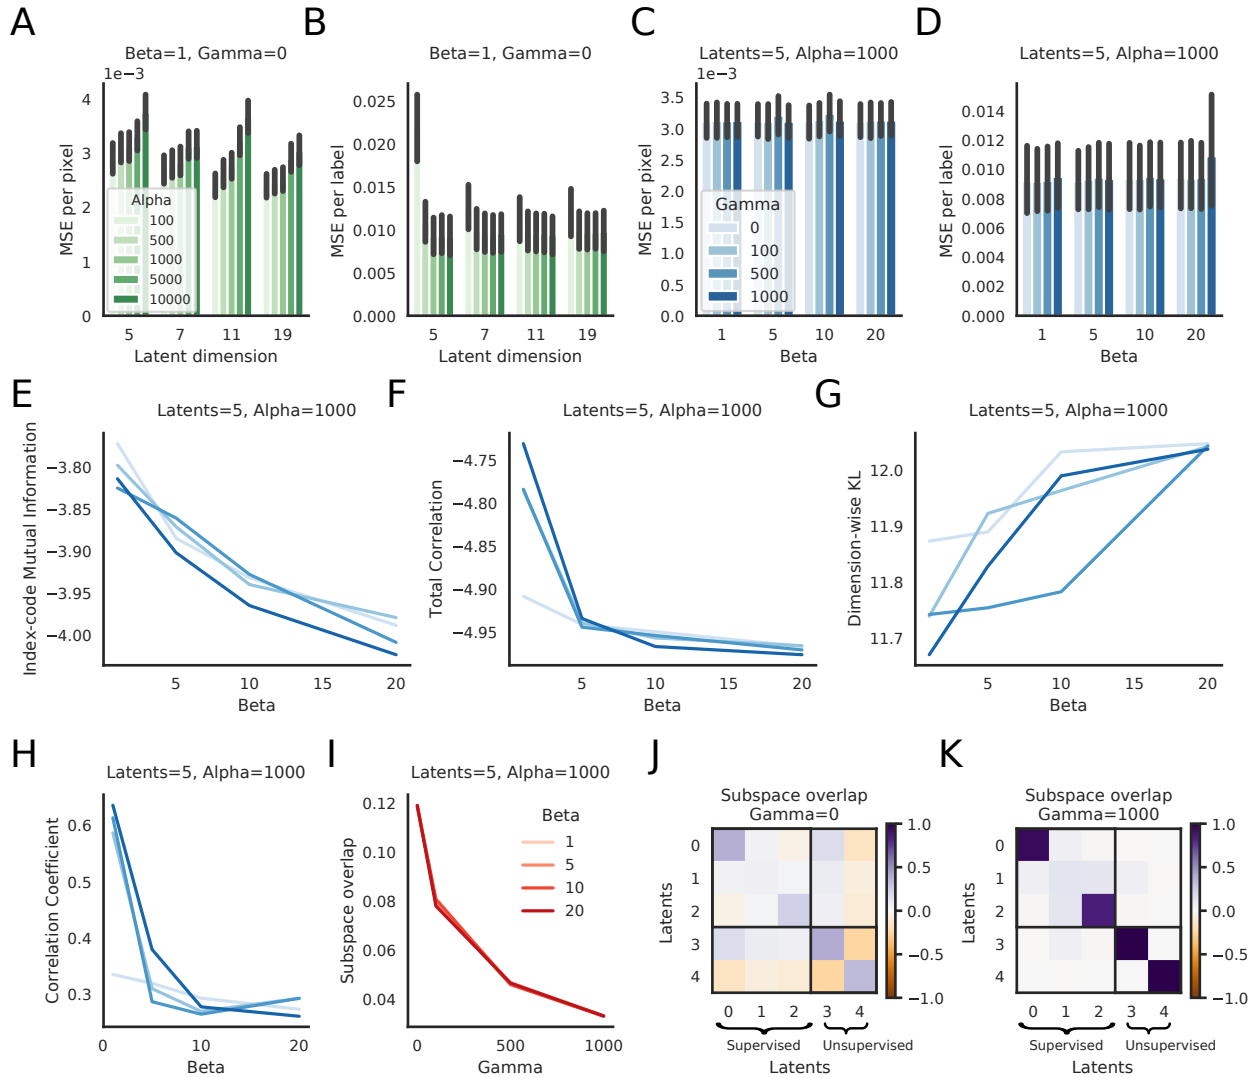 A
B
C
D
Beta=1, Gamma=0
Beta=1, Gamma=0
Latents=5, Alpha=1000
Latents=5, Alpha=1000
1e−3
MSE per pixel
4
3
2
1
0
Alpha
100
500
1000
5000
10000
5 7 11 19
Latent dimension
MSE per label
0.025
0.020
0.015
0.010
0.005
0.000
5 7 11 19
Latent dimension
1e−3
MSE per pixel
3.5
3.0
2.5
2.0
1.5
1.0
0.5
0.0
Gamma
0
100
500
1000
1 5 10 20
Beta
MSE per label
0.014
0.012
0.010
0.008
0.006
0.004
0.002
0.000
1 5 10 20
Beta
E
F
G
Latents=5, Alpha=1000
Latents=5, Alpha=1000
Latents=5, Alpha=1000
Index-code Mutual Information
−3.80
−3.85
−3.90
−3.95
−4.00
5 10 15 20
Beta
Total Correlation
−4.75
−4.80
−4.85
−4.90
−4.95
5 10 15 20
Beta
Dimension-wise KL
12.0
11.9
11.8
11.7
5 10 15 20
Beta
H
I
J
K
Latents=5, Alpha=1000
Latents=5, Alpha=1000
Correlation Coefficient
0.6
0.5
0.4
0.3
0 10 20
Beta
Subspace overlap
0.12
0.10
0.08
0.06
0.04
Beta
1
5
10
20
0 500 1000
Gamma
Subspace overlap
Gamma=0
Latents
0
1
2
3
4
0 1 2 3 4
Supervised Unsupervised
Latents
1.0
0.5
0.0
−0.5
−1.0
Subspace overlap
Gamma=1000
Latents
0
1
2
3
4
0 1 2 3 4
Supervised Unsupervised
Latents
1.0
0.5
0.0
−0.5
−1.0